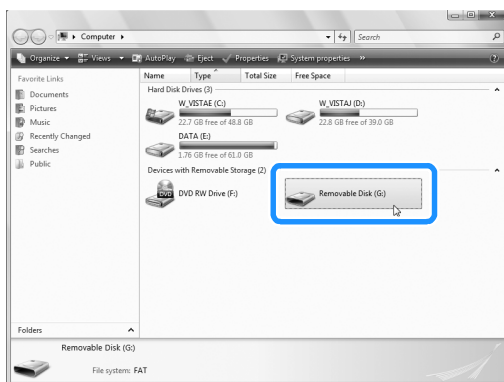 Computer
Search
Organize Views AutoPlay Eject Properties System properties »
Favorite Links
Documents
Pictures
Music
Recently Changed
Searches
Public
Folders
Name Type Total Size Free Space
Hard Disk Drives (3)
W_VISTAE (C:)
22.7 GB free of 48.8 GB
W_VISTAJ (D:)
22.8 GB free of 39.0 GB
DATA (E:)
1.76 GB free of 61.0 GB
Devices with Removable Storage (2)
DVD RW Drive (F:)
DVD
Removable Disk (G:)
Removable Disk (G:)
File system: FAT